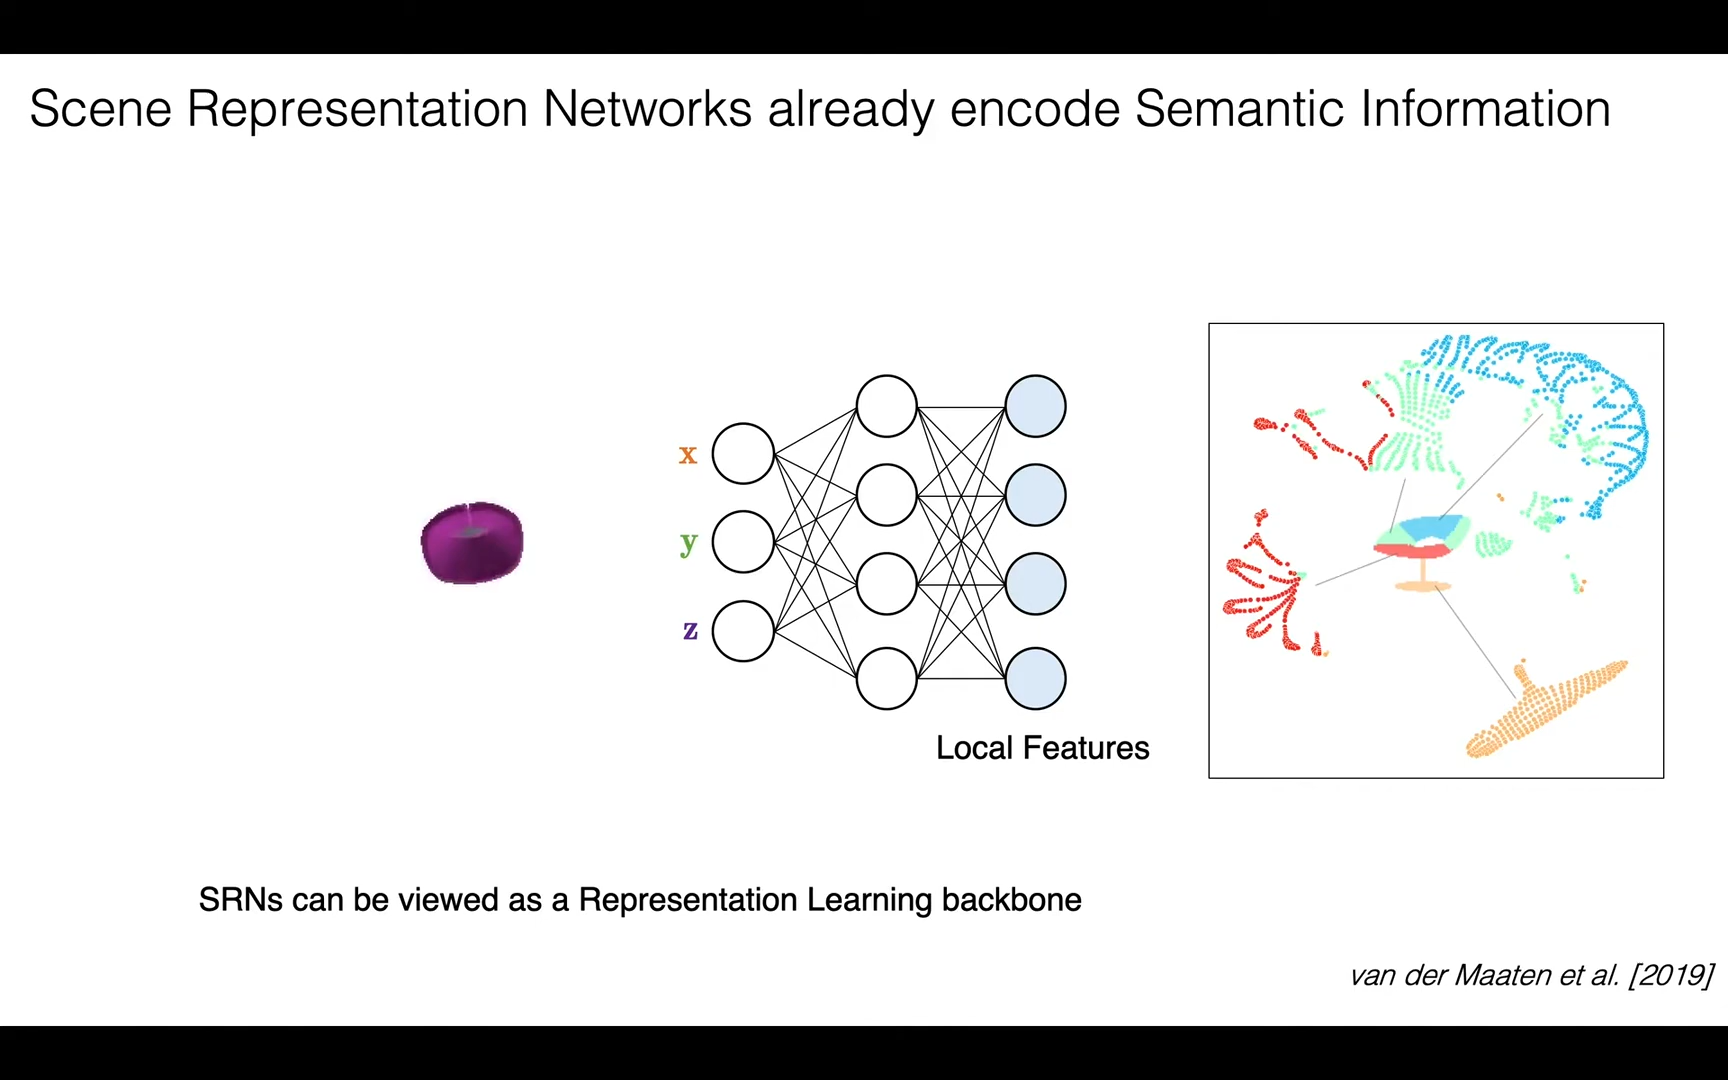 Scene Representation Networks already encode Semantic Information
x
y
z
Local Features
SRNs can be viewed as a Representation Learning backbone
van der Maaten et al. [2019]